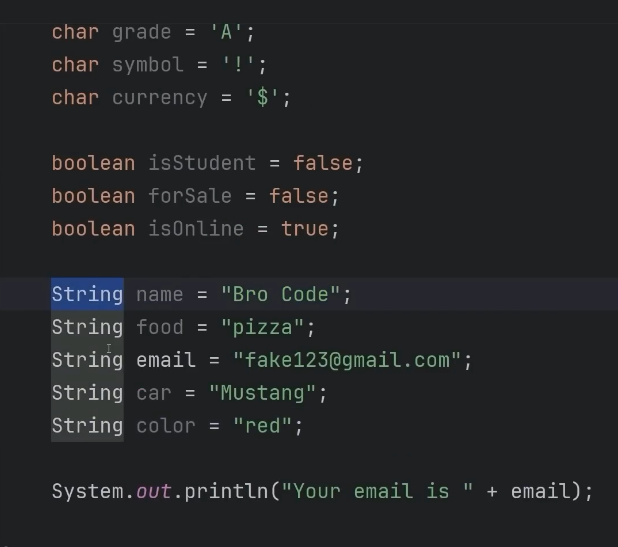 char grade = 'A';
char symbol = '!';
char currency = '$';
boolean isStudent = false;
boolean forSale = false;
boolean isOnline = true;
String name = "Bro Code";
String food = "pizza";
String email = "fake123@gmail.com";
String car = "Mustang";
String color = "red";
System.out.println("Your email is " + email);